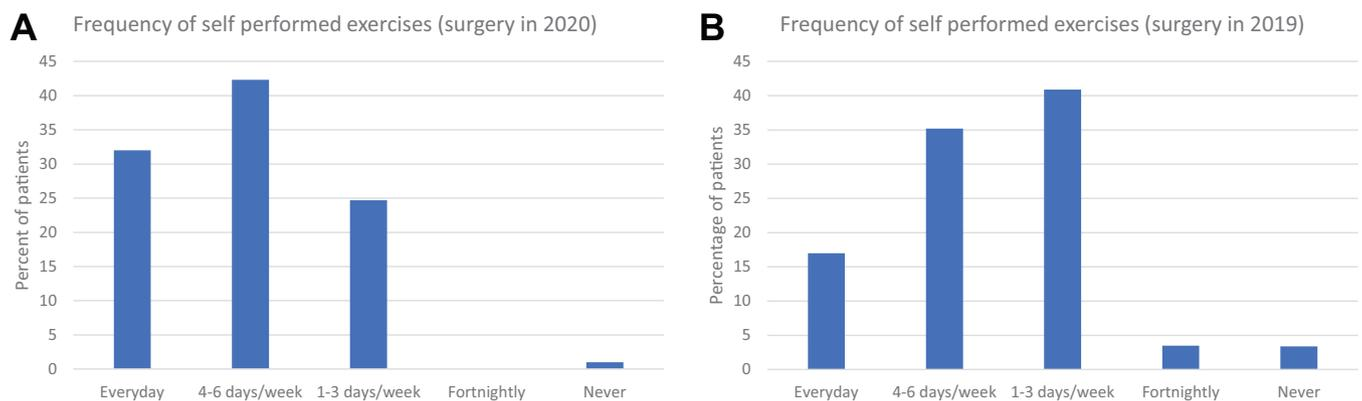 A
Frequency of self performed exercises (surgery in 2020)
Percent of patients
45
40
35
30
25
20
15
10
5
0
Everyday 4-6 days/week 1-3 days/week Fortnightly Never
B
Frequency of self performed exercises (surgery in 2019)
Percentage of patients
45
40
35
30
25
20
15
10
5
0
Everyday 4-6 days/week 1-3 days/week Fortnightly Never